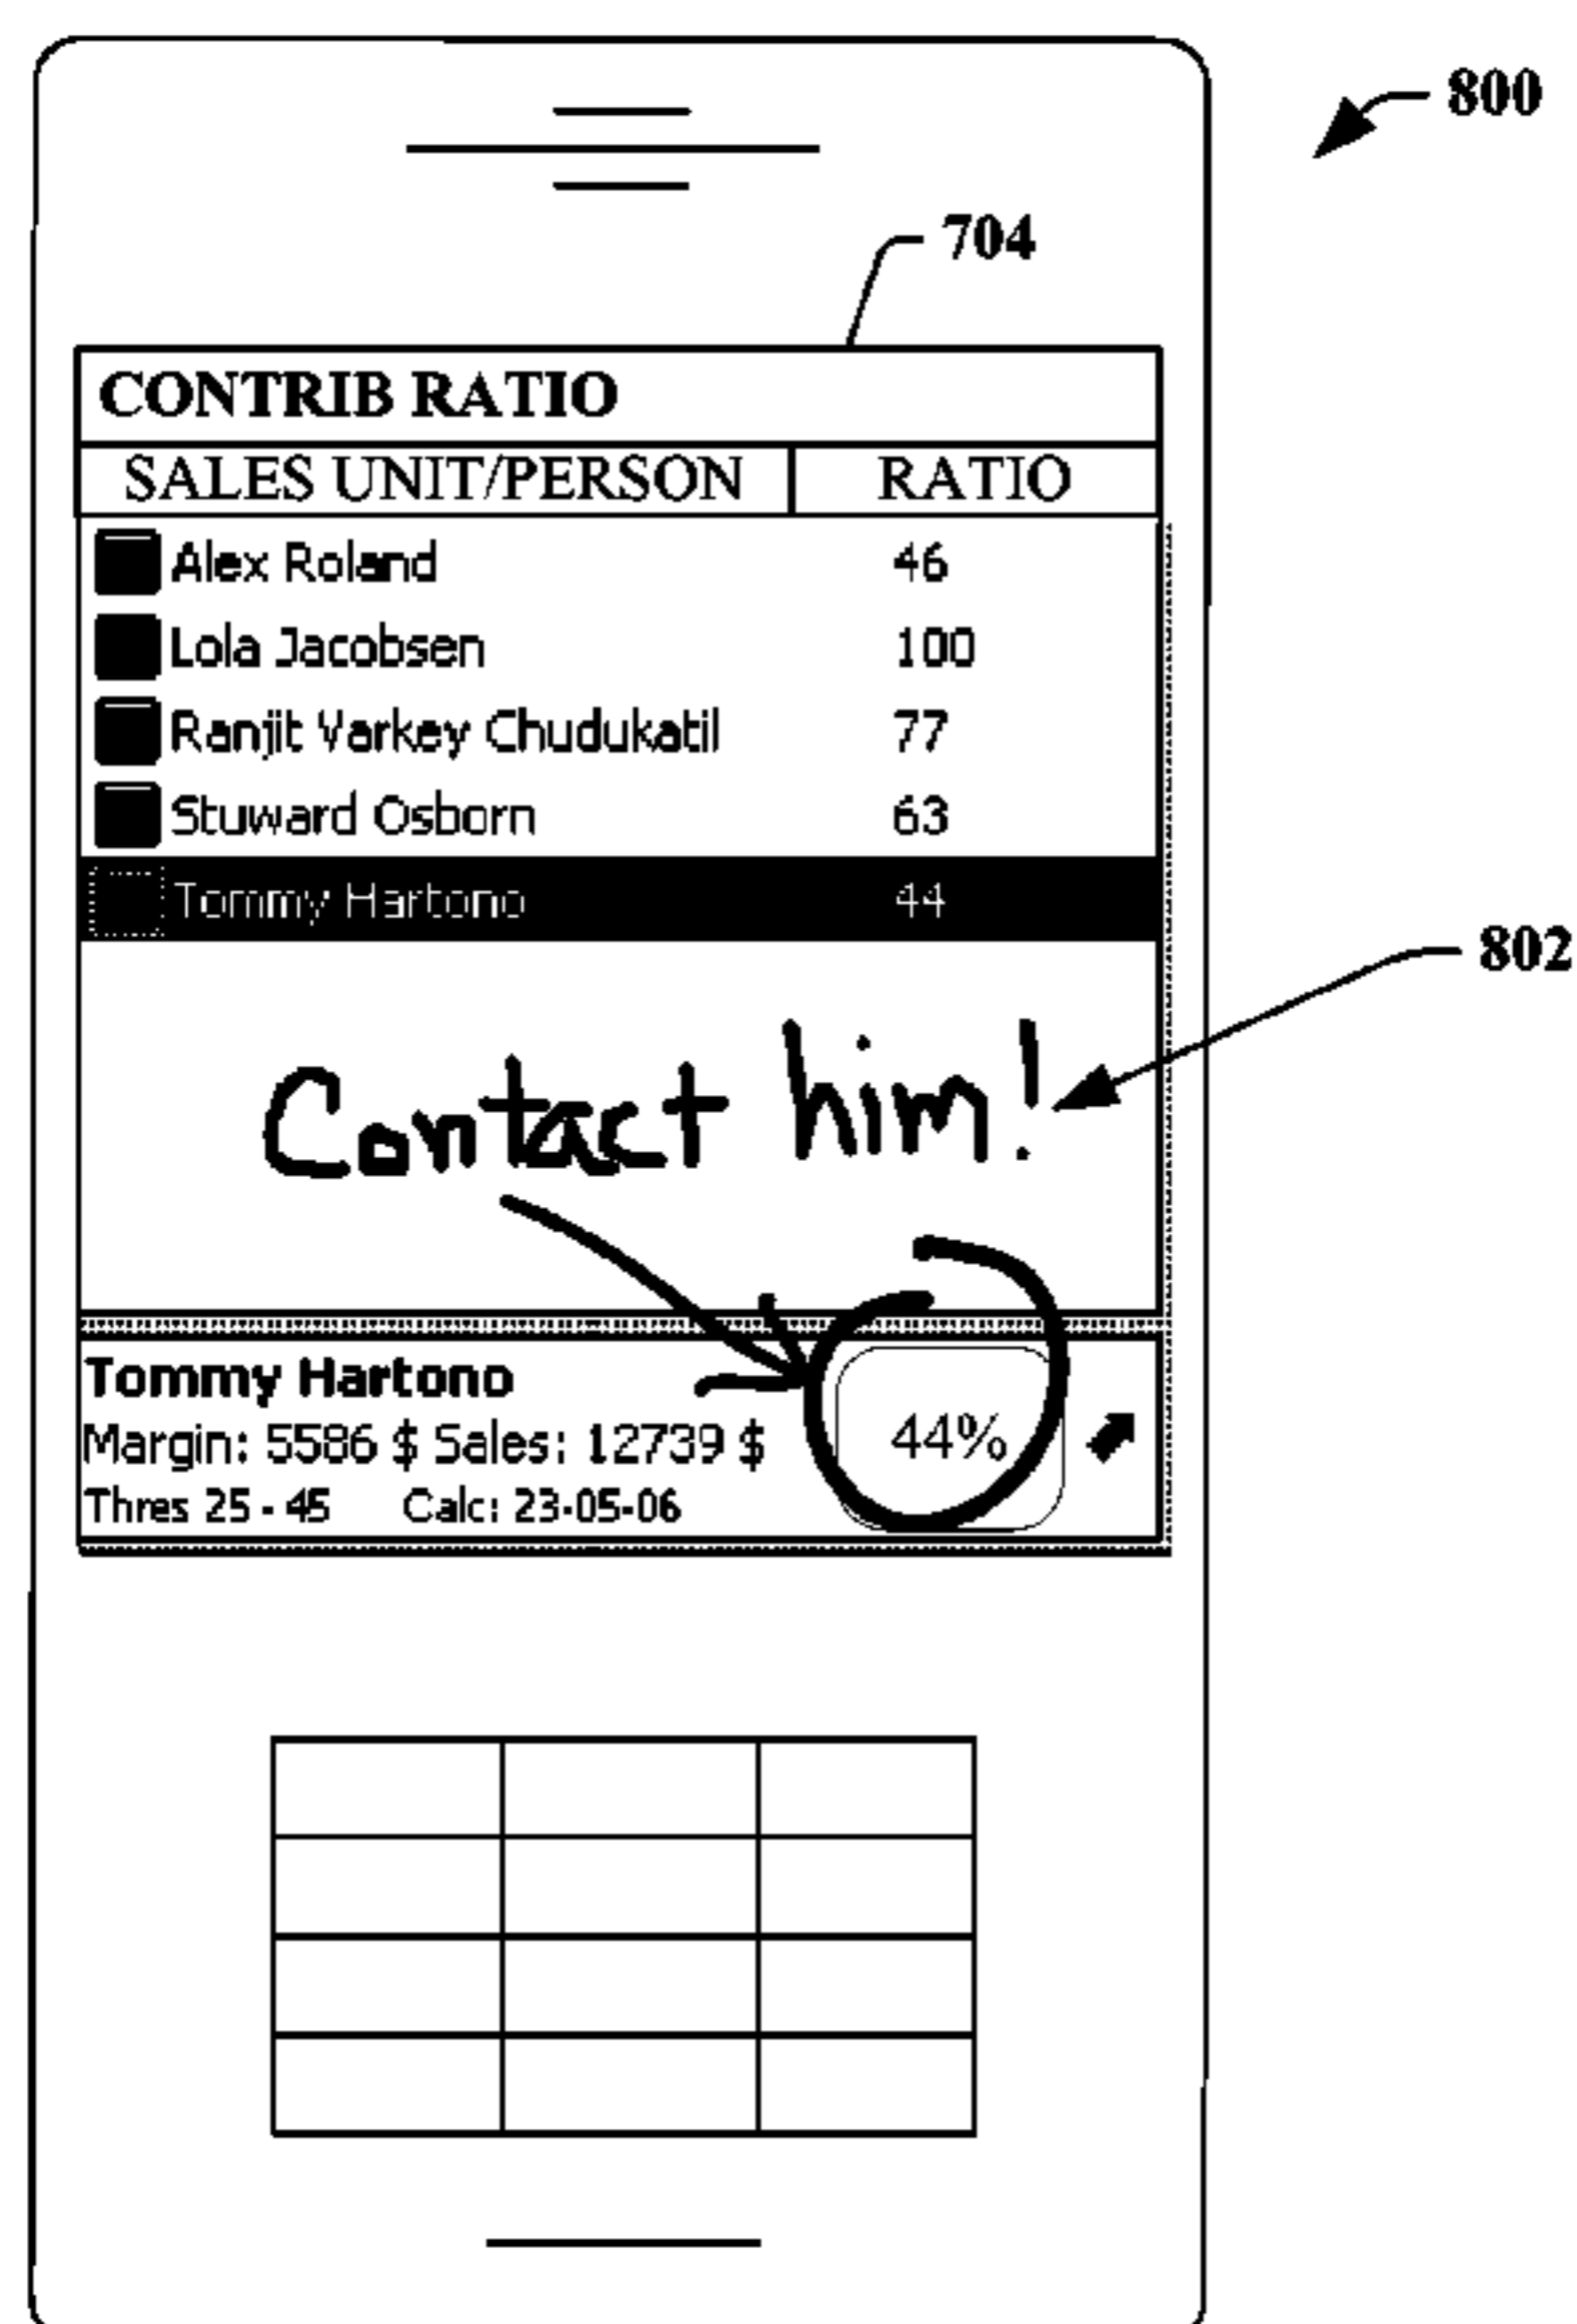 800
704
CONTRIB RATIO
SALES UNIT/PERSON RATIO
Alex Roland 46
Lola Jacobsen 100
Ranjit Varkey Chudukatil 77
Stuward Osborn 63
Tommy Hartono 44
802
Contact him!
Tommy Hartono
Margin: 5586 $ Sales: 12739 $ 44%
Thres 25 - 45 Calc: 23-05-06